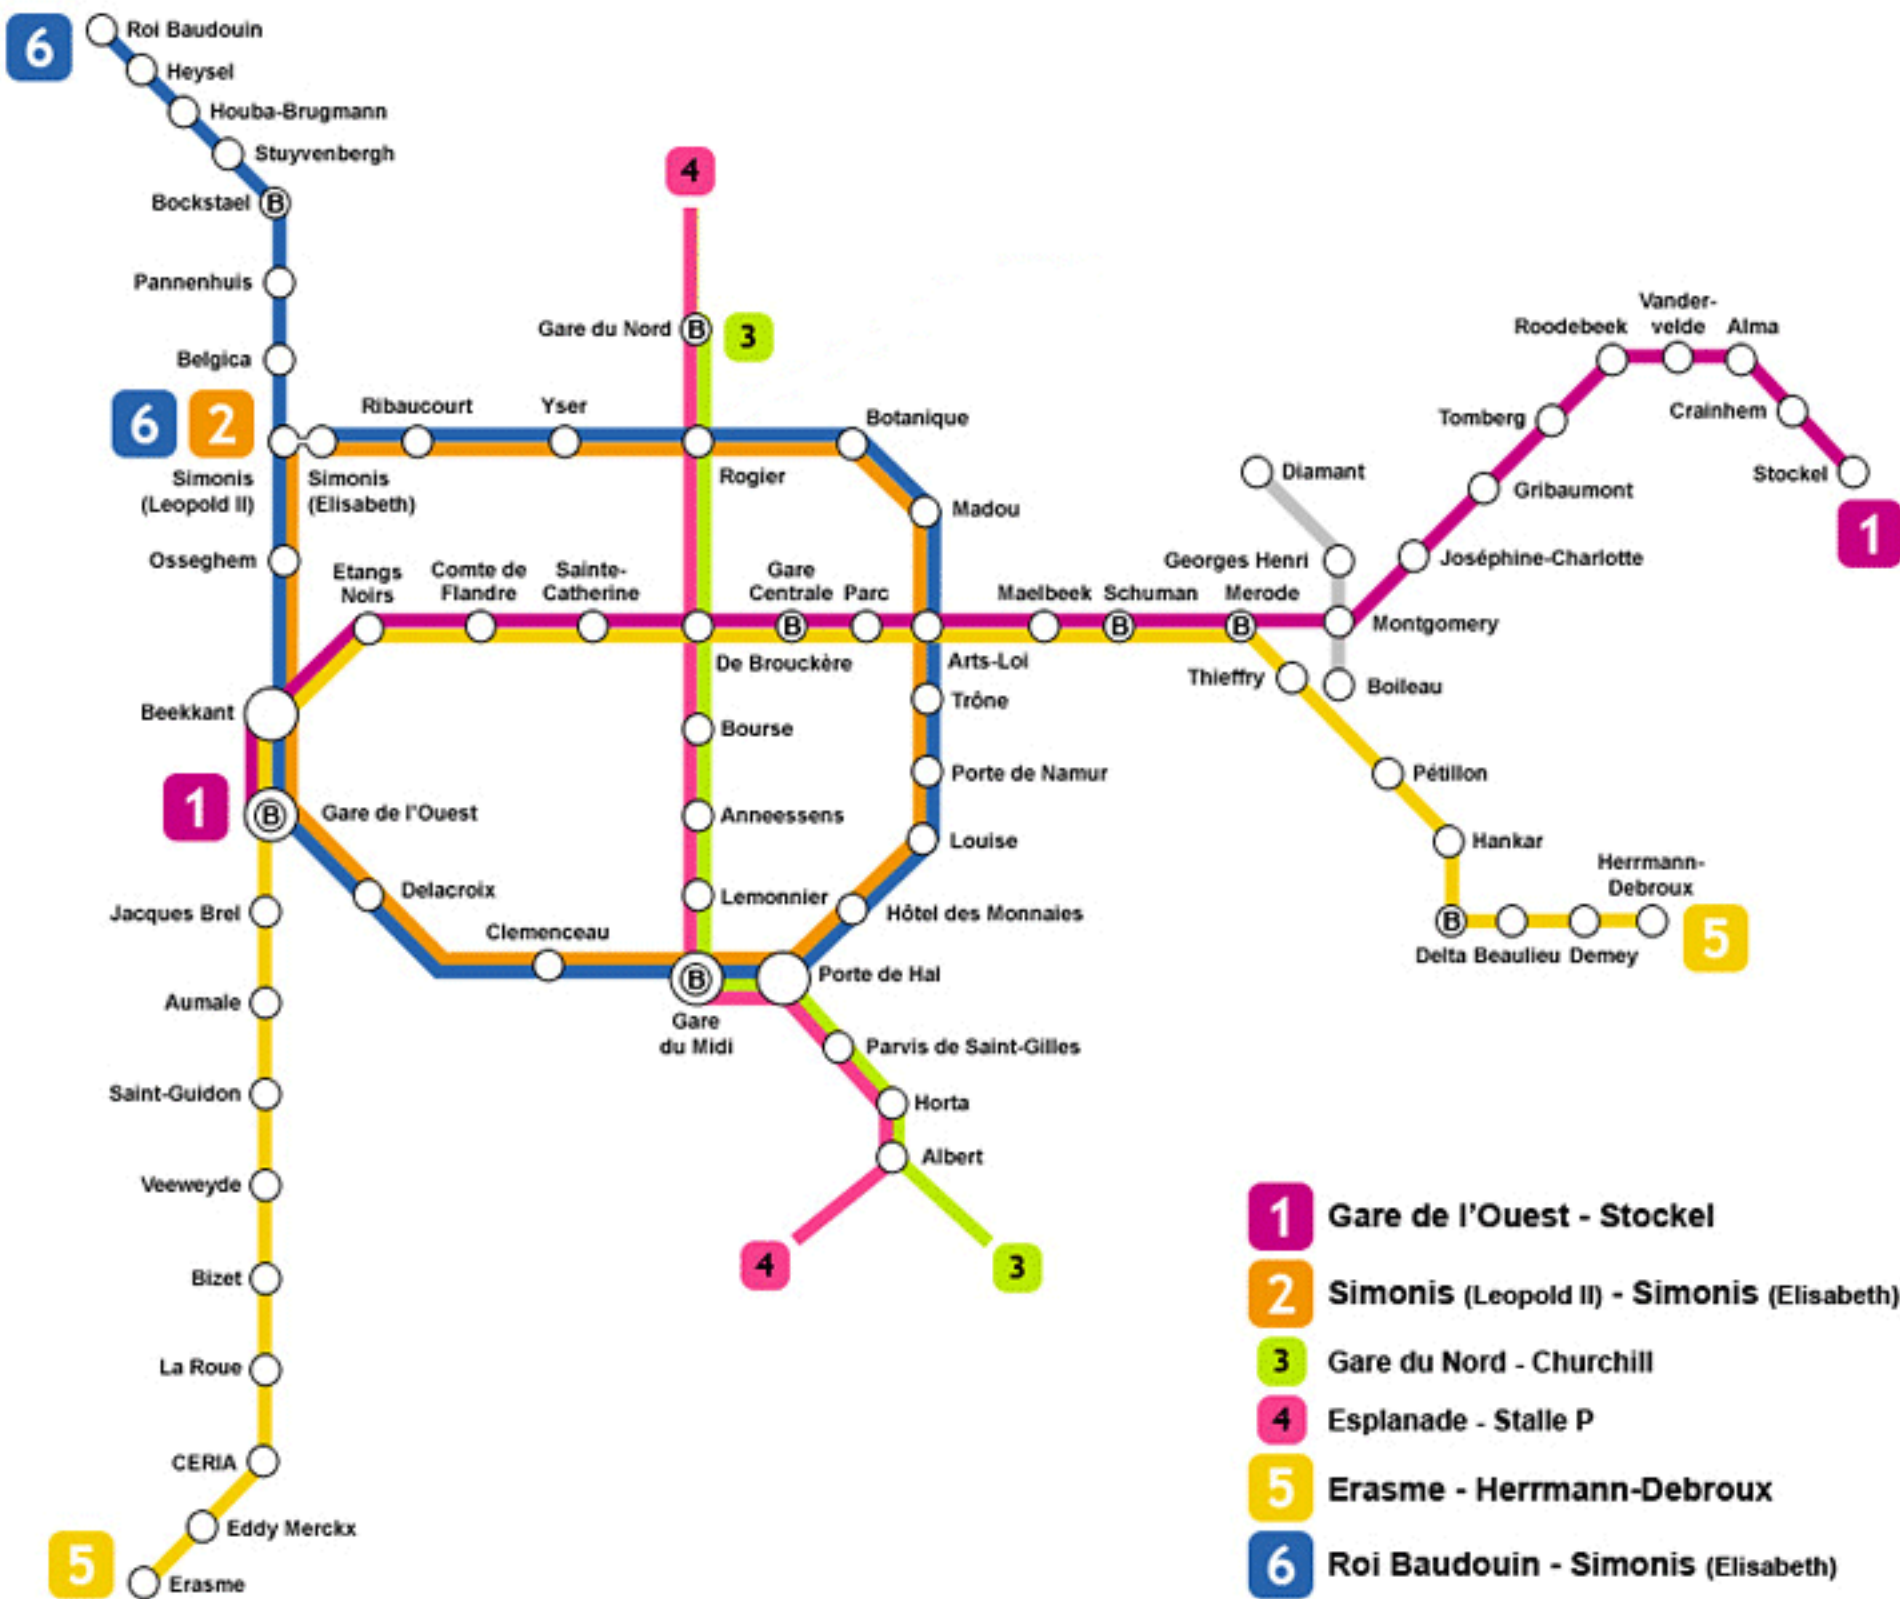 6
Roi Baudouin
Heysel
Houba-Brugmann
Stuyvenbergh
Bockstael
B
Pannenhuis
Belgica
6
2
Simonis
(Leopold II)
Simonis
(Elisabeth)
Ribaucourt
Yser
4
Gare du Nord
B
3
Rogier
Botanique
Madou
Osseghem
Etangs
Noirs
Comte de
Flandre
Sainte-
Catherine
De Brouckère
Gare
Centrale
B
Parc
Arts-Loi
Maelbeek
Schuman
B
Merode
B
Diamant
Georges Henri
Montgomery
Boileau
Joséphine-Charlotte
Gribaumont
Tomberg
Roodebeek
Vander-
velde
Alma
Crainhem
Stockel
1
Thieffry
Pétillon
Hankar
Herrmann-
Debroux
B
Delta
Beaulieu
Demey
5
Trône
Porte de Namur
Louise
Hôtel des Monnaies
Porte de Hal
Bourse
Anneessens
Lemonnier
Beekkant
1
B
Gare de l'Ouest
Delacroix
Clemenceau
B
Gare
du Midi
Parvis de Saint-Gilles
Horta
Albert
4
3
Jacques Brel
Aumale
Saint-Guidon
Veeweyde
Bizet
La Roue
CERIA
Eddy Merckx
5
Erasme
1 Gare de l'Ouest - Stockel
2 Simonis (Leopold II) - Simonis (Elisabeth)
3 Gare du Nord - Churchill
4 Esplanade - Stalle P
5 Erasme - Herrmann-Debroux
6 Roi Baudouin - Simonis (Elisabeth)